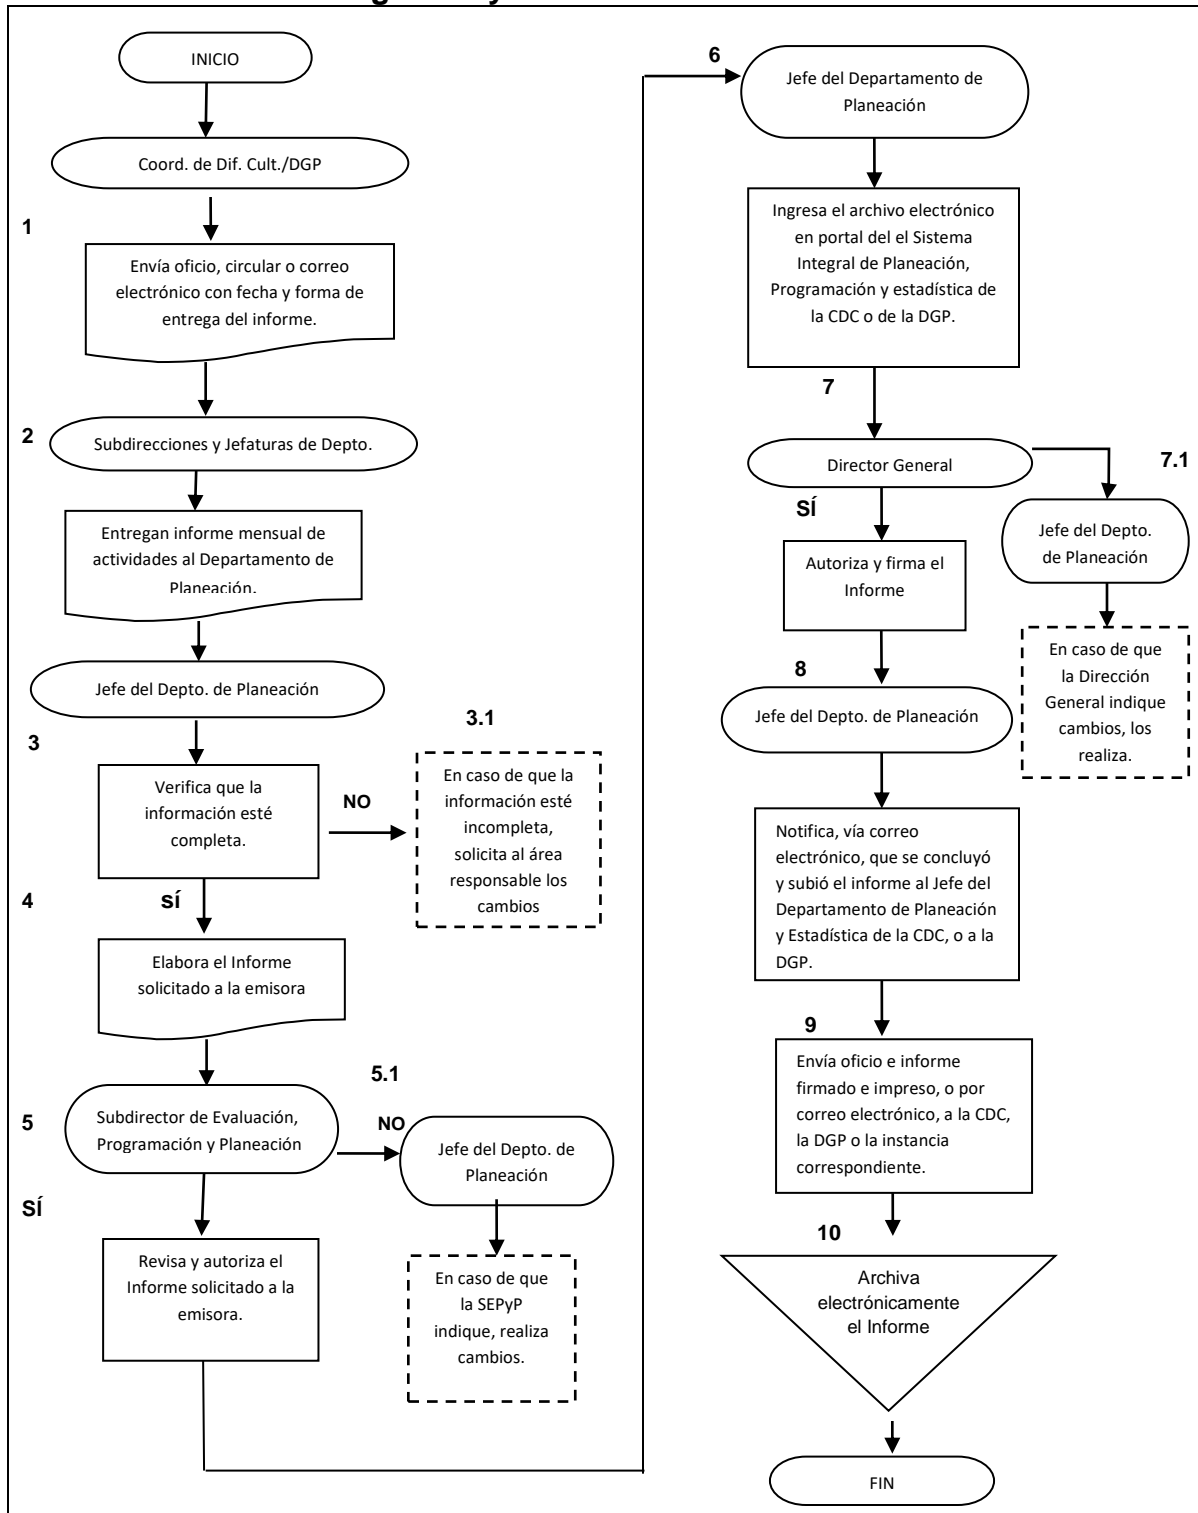 INICIO
Coord. de Dif. Cult./DGP
1
Envía oficio, circular o correo
electrónico con fecha y forma de
entrega del informe.
2
Subdirecciones y Jefaturas de Depto.
Entregan informe mensual de
actividades al Departamento de
Planeación.
Jefe del Depto. de Planeación
3
Verifica que la
información esté
completa.
NO
3.1
En caso de que la
información esté
incompleta,
solicita al área
responsable los
cambios
4
sí
Elabora el Informe
solicitado a la emisora
5
Subdirector de Evaluación,
Programación y Planeación
NO
5.1
Jefe del Depto. de
Planeación
En caso de que
la SEPyP
indique, realiza
cambios.
SÍ
Revisa y autoriza el
Informe solicitado a la
emisora.
6
Jefe del Departamento de
Planeación
Ingresa el archivo electrónico
en portal del el Sistema
Integral de Planeación,
Programación y estadística de
la CDC o de la DGP.
7
Director General
7.1
Jefe del Depto.
de Planeación
En caso de que
la Dirección
General indique
cambios, los
realiza.
SÍ
Autoriza y firma el
Informe
8
Jefe del Depto. de Planeación
Notifica, vía correo
electrónico, que se concluyó
y subió el informe al Jefe del
Departamento de Planeación
y Estadística de la CDC, o a la
DGP.
9
Envía oficio e informe
firmado e impreso, o por
correo electrónico, a la CDC,
la DGP o la instancia
correspondiente.
10
Archiva
electrónicamente
el Informe
FIN